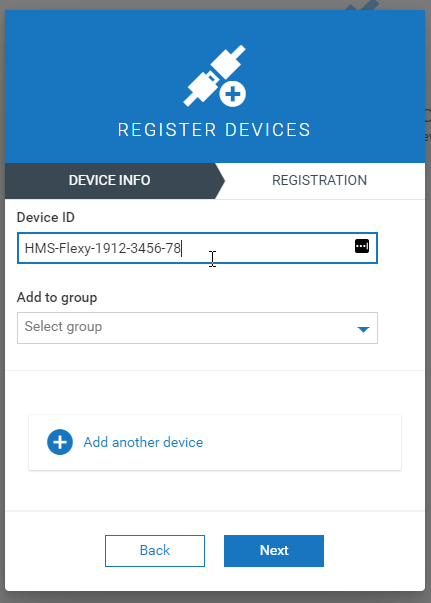 REGISTER DEVICES
DEVICE INFO
REGISTRATION
Device ID
HMS-Flexy-1912-3456-78
Add to group
Select group
Add another device
Back
Next